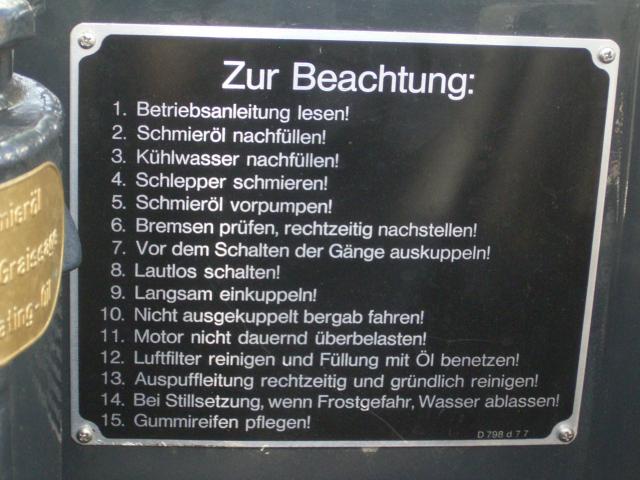 Zur Beachtung:
1. Betriebsanleitung lesen!
2. Schmieröl nachfüllen!
3. Kühlwasser nachfüllen!
4. Schlepper schmieren!
5. Schmieröl vorpumpen!
6. Bremsen prüfen, rechtzeitig nachstellen!
7. Vor dem Schalten der Gänge auskuppeln!
8. Lautlos schalten!
9. Langsam einkuppeln!
10. Nicht ausgekuppelt bergab fahren!
11. Motor nicht dauernd überbelasten!
12. Luftfilter reinigen und Füllung mit Öl benetzen!
13. Auspuffleitung rechtzeitig und gründlich reinigen!
14. Bei Stillsetzung, wenn Frostgefahr, Wasser ablassen!
15. Gummireifen pflegen!
D 798 d 7 7